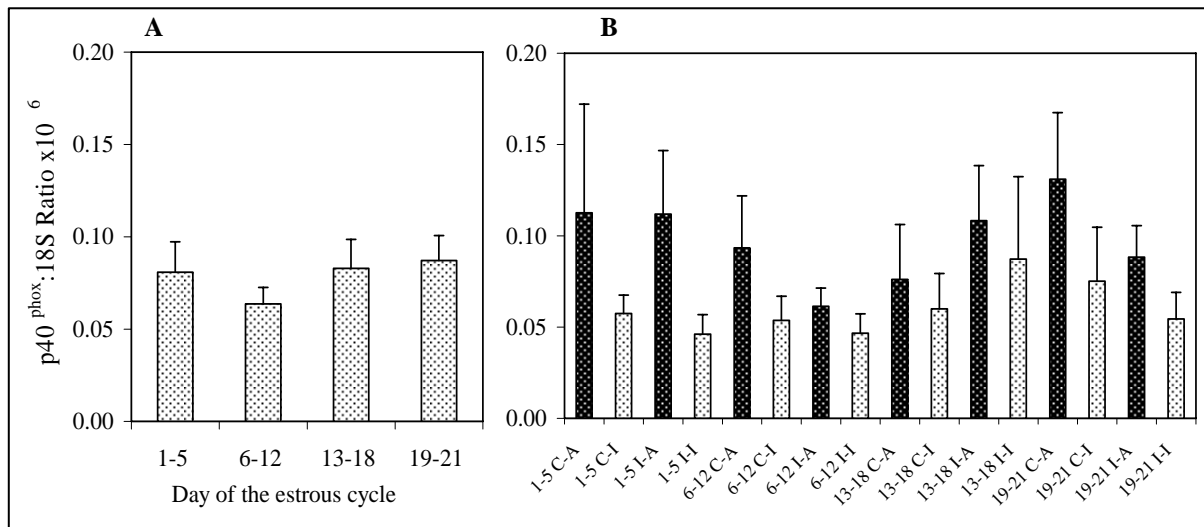 A
B
0.20
0.15
0.10
0.05
0.00
p40 phox:18S Ratio x10 6
1-5
6-12
13-18
19-21
Day of the estrous cycle
0.20
0.15
0.10
0.05
0.00
1-5 C-A
1-5 C-I
1-5 I-A
1-5 I-I
6-12 C-A
6-12 C-I
6-12 I-A
6-12 I-I
13-18 C-A
13-18 C-I
13-18 I-A
13-18 I-I
19-21 C-A
19-21 C-I
19-21 I-A
19-21 I-I